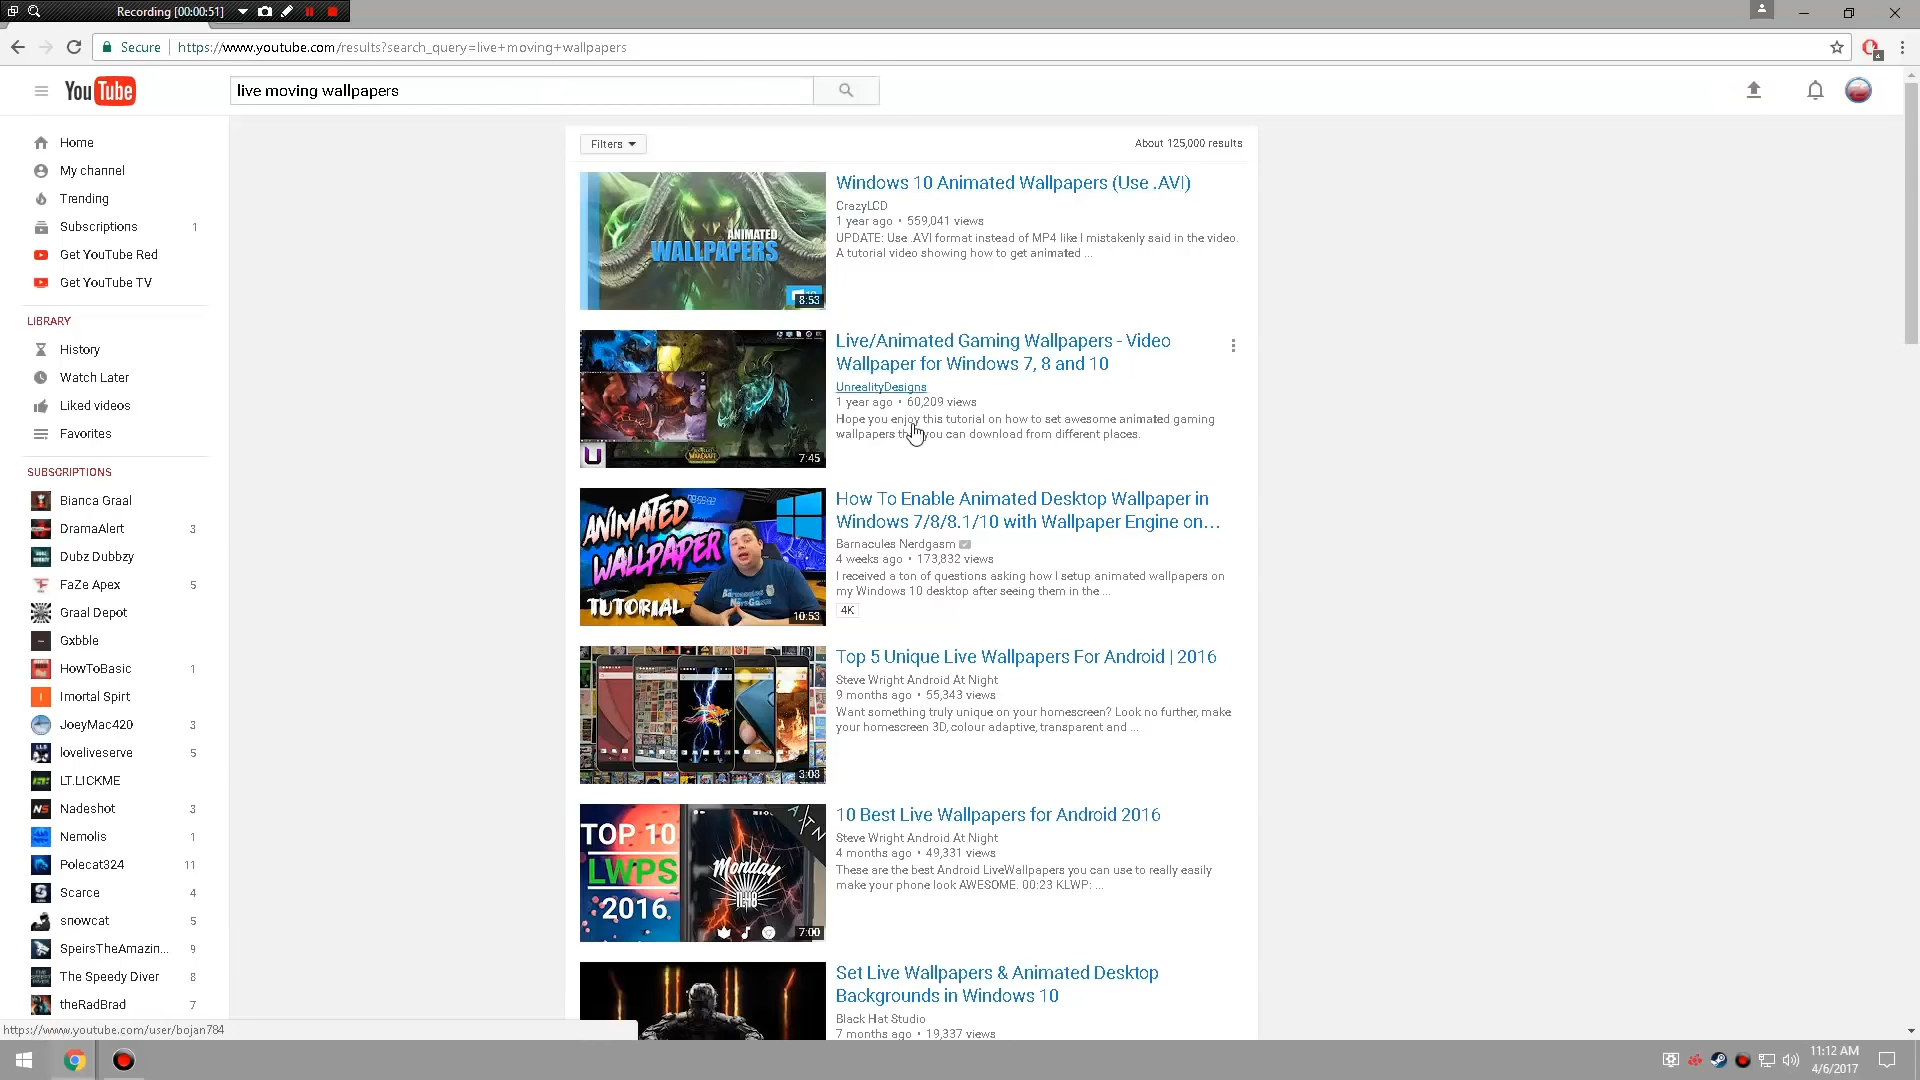 Recording [00:00:51]
Secure
https://www.youtube.com/results?search_query=live+moving+wallpapers
YouTube
live moving wallpapers
Home
My channel
Trending
Subscriptions 1
Get YouTube Red
Get YouTube TV
LIBRARY
History
Watch Later
Liked videos
Favorites
SUBSCRIPTIONS
Bianca Graal
DramaAlert 3
Dubz Dubbzy
FaZe Apex 5
Graal Depot
Gxbble
HowToBasic 1
Imortal Spirt
JoeyMac420 3
loveliveserve 5
LT.LICKME
Nadeshot 3
Nemolis 1
Polecat324 11
Scarce 4
snowcat 5
SpeirsTheAmazin... 9
The Speedy Diver 8
theRadBrad 7
Filters
About 125,000 results
ANIMATED
WALLPAPERS
8:53
Windows 10 Animated Wallpapers (Use .AVI)
CrazyLCD
1 year ago • 559,041 views
UPDATE: Use .AVI format instead of MP4 like I mistakenly said in the video.
A tutorial video showing how to get animated ...
7:45
Live/Animated Gaming Wallpapers - Video
Wallpaper for Windows 7, 8 and 10
UnrealityDesigns
1 year ago • 60,209 views
Hope you enjoy this tutorial on how to set awesome animated gaming
wallpapers you can download from different places.
ANIMATED
WALLPAPER
TUTORIAL
10:53
How To Enable Animated Desktop Wallpaper in
Windows 7/8/8.1/10 with Wallpaper Engine on...
Barnacules Nerdgasm
4 weeks ago • 173,832 views
I received a ton of questions asking how I setup animated wallpapers on
my Windows 10 desktop after seeing them in the ...
4K
3:03
Top 5 Unique Live Wallpapers For Android | 2016
Steve Wright Android At Night
9 months ago • 55,343 views
Want something truly unique on your homescreen? Look no further, make
your homescreen 3D, colour adaptive, transparent and ...
TOP 10
LWPS
2016
Monday
7:00
10 Best Live Wallpapers for Android 2016
Steve Wright Android At Night
4 months ago • 49,331 views
These are the best Android LiveWallpapers you can use to really easily
make your phone look AWESOME. 00:23 KLWP: ...
Set Live Wallpapers & Animated Desktop
Backgrounds in Windows 10
Black Hat Studio
7 months ago • 19,337 views
https://www.youtube.com/user/bojan784
11:12 AM
4/6/2017